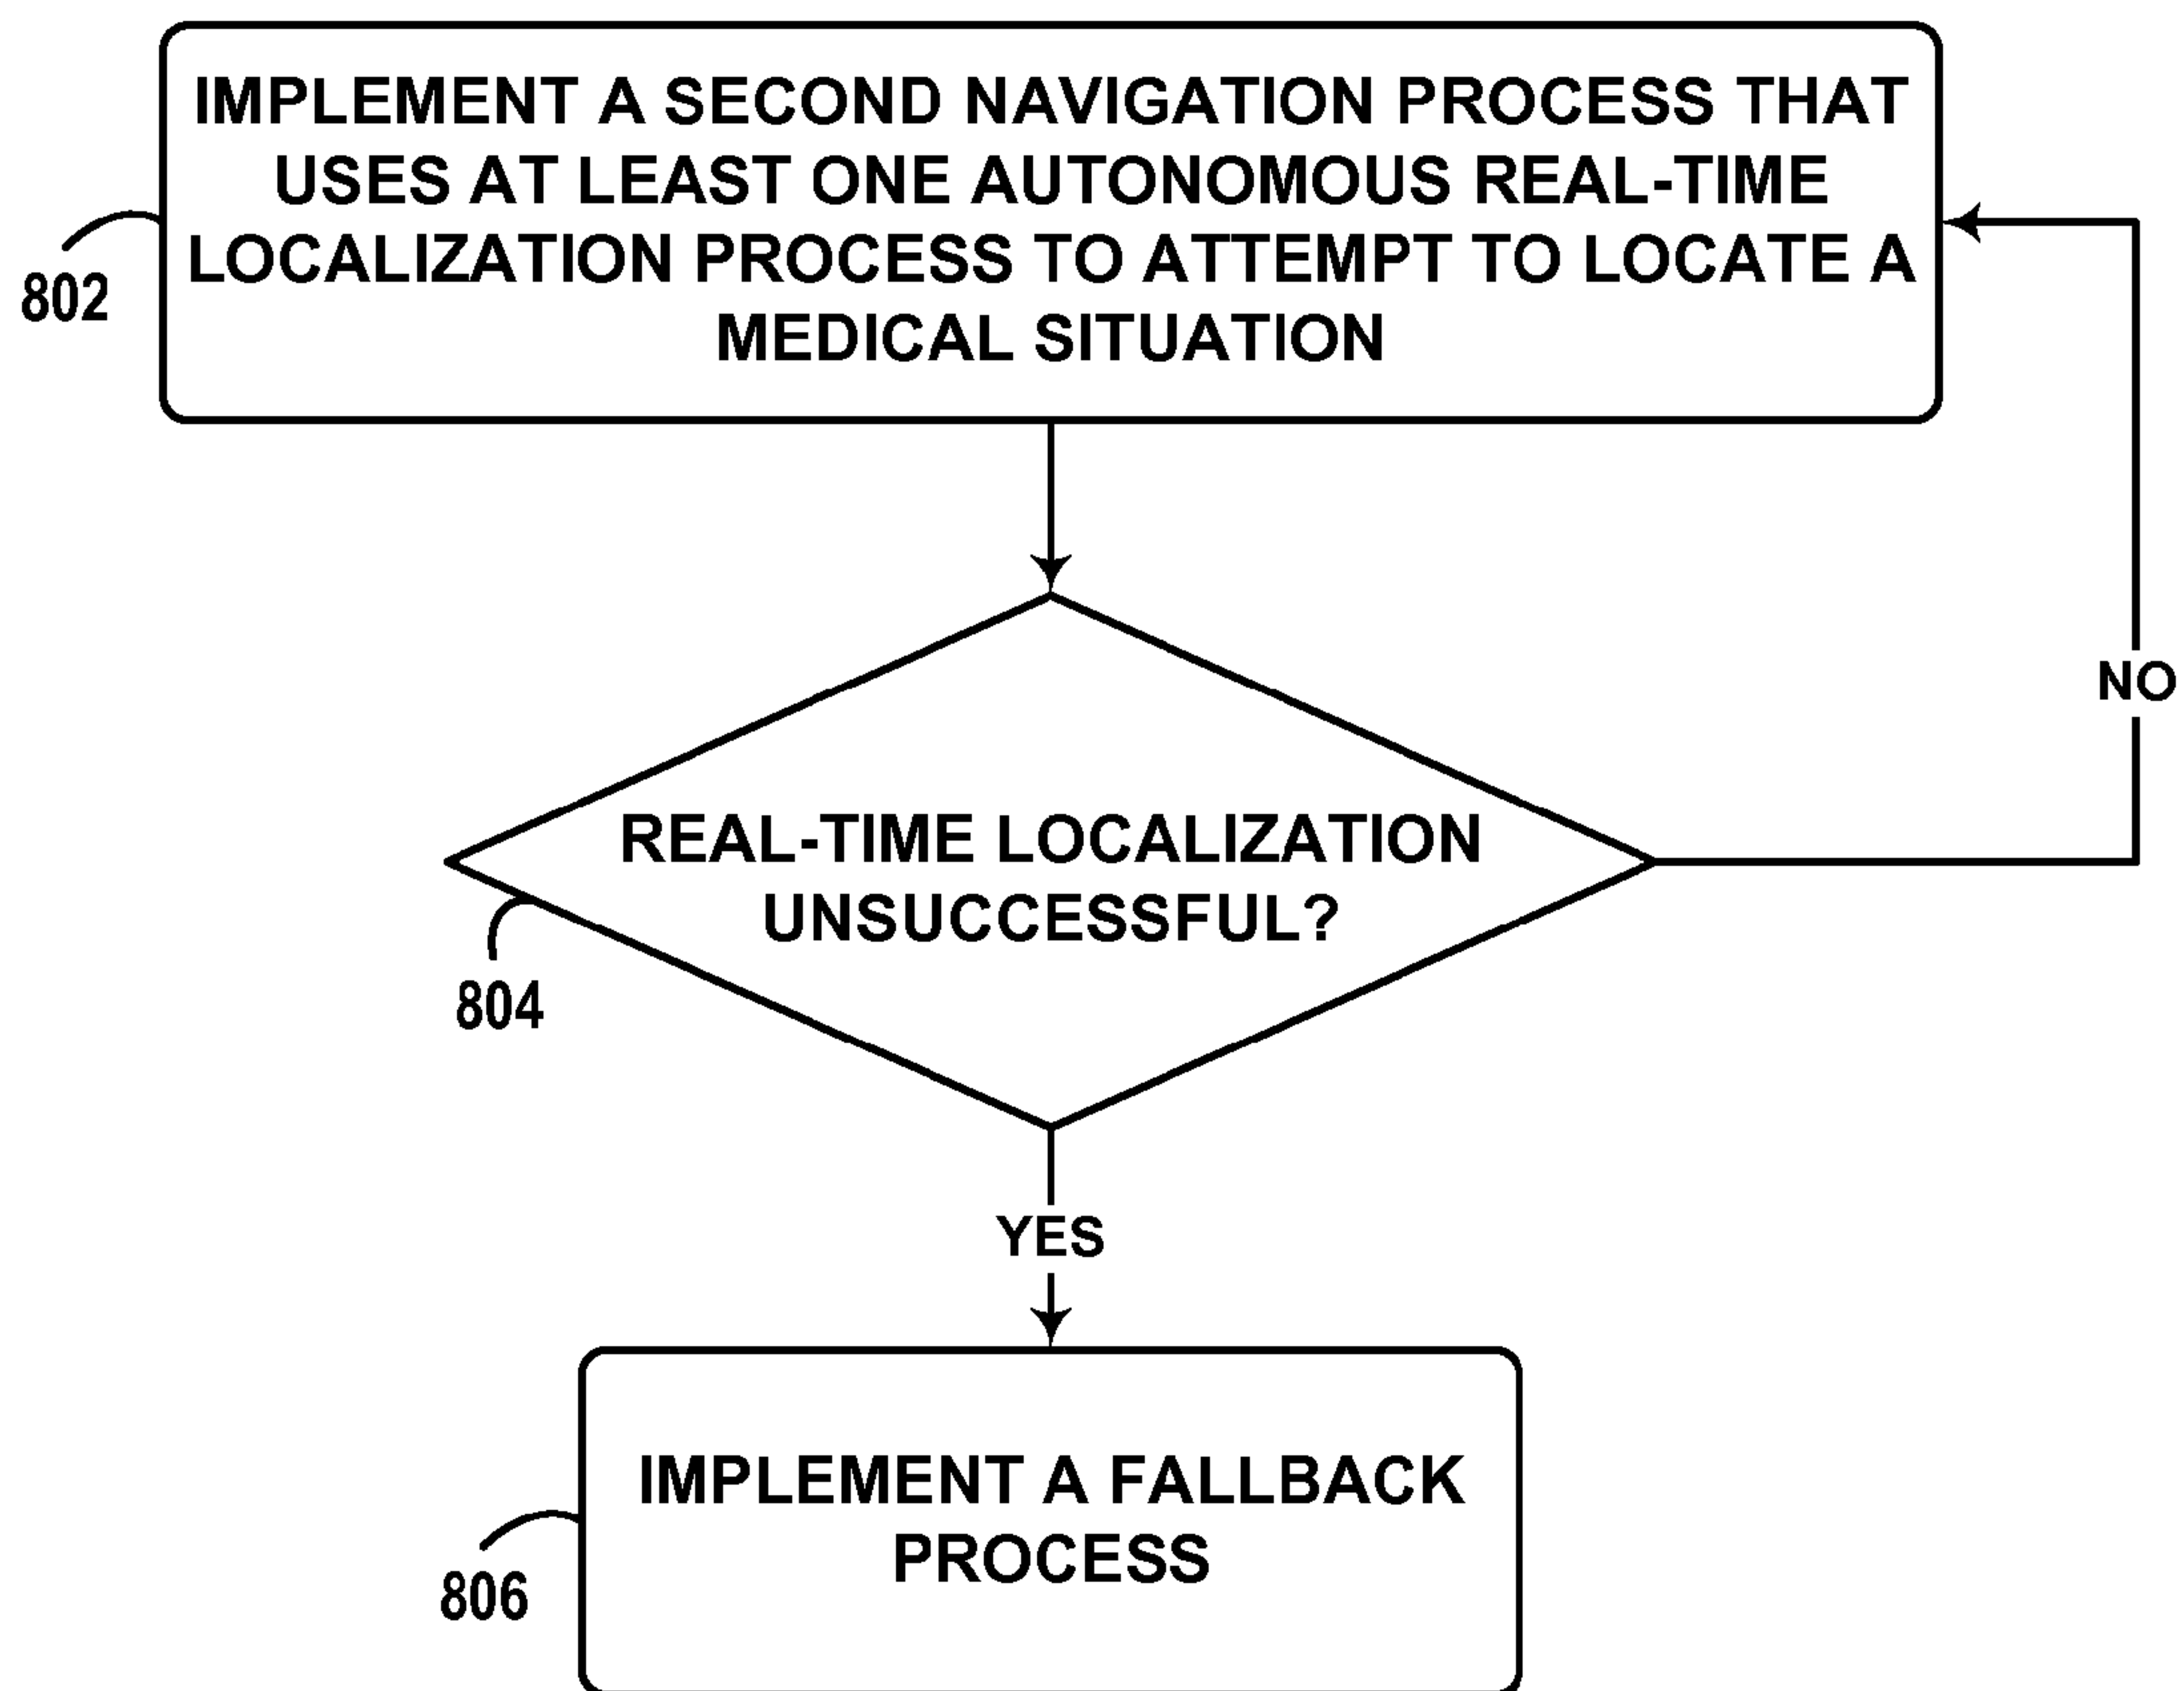 IMPLEMENT A SECOND NAVIGATION PROCESS THAT
USES AT LEAST ONE AUTONOMOUS REAL-TIME
LOCALIZATION PROCESS TO ATTEMPT TO LOCATE A
MEDICAL SITUATION
802
NO
REAL-TIME LOCALIZATION
UNSUCCESSFUL?
804
YES
IMPLEMENT A FALLBACK
PROCESS
806